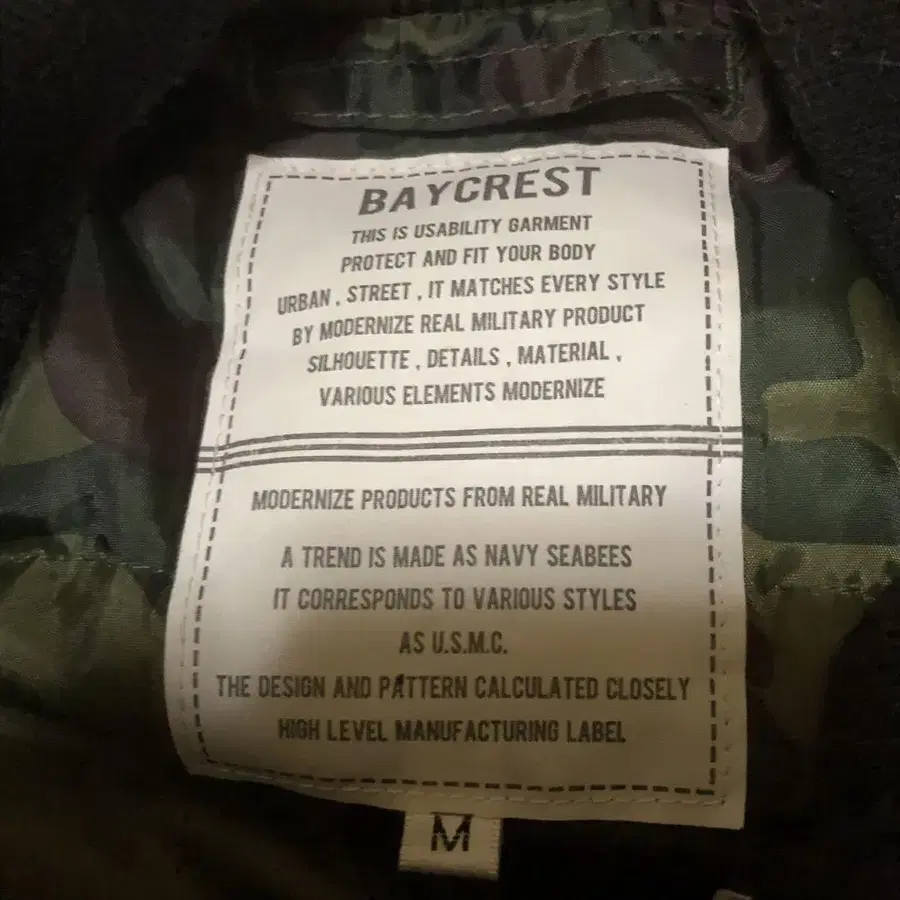 BAYCREST
THIS IS USABILITY GARMENT
PROTECT AND FIT YOUR BODY
URBAN , STREET , IT MATCHES EVERY STYLE
BY MODERNIZE REAL MILITARY PRODUCT
SILHOUETTE , DETAILS , MATERIAL ,
VARIOUS ELEMENTS MODERNIZE
MODERNIZE PRODUCTS FROM REAL MILITARY
A TREND IS MADE AS NAVY SEABEES
IT CORRESPONDS TO VARIOUS STYLES
AS U.S.M.C.
THE DESIGN AND PATTERN CALCULATED CLOSELY
HIGH LEVEL MANUFACTURING LABEL
M